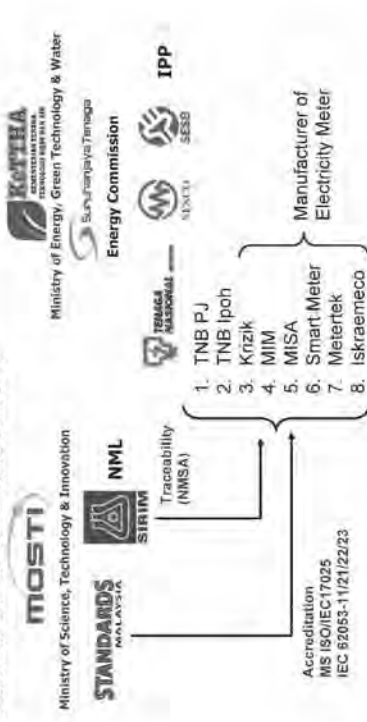 MOSTI
Ministry of Science, Technology & Innovation
STANDARDS
MALAYSIA
SIRIM
NML
Traceability
(NMSA)
Accreditation
MS ISO/IEC17025
IEC 62053-11/21/22/23
KeTTHA
Ministry of Energy, Green Technology & Water
Suruhanjaya Tenaga
Energy Commission
TENAGA
NASIONAL
SESB
IPP
1. TNB PJ
2. TNB Ipoh
3. Krizik
4. MIM
5. MISA
6. Smart Meter
7. Metertek
8. Iskraemeco
Manufacturer of
Electricity Meter